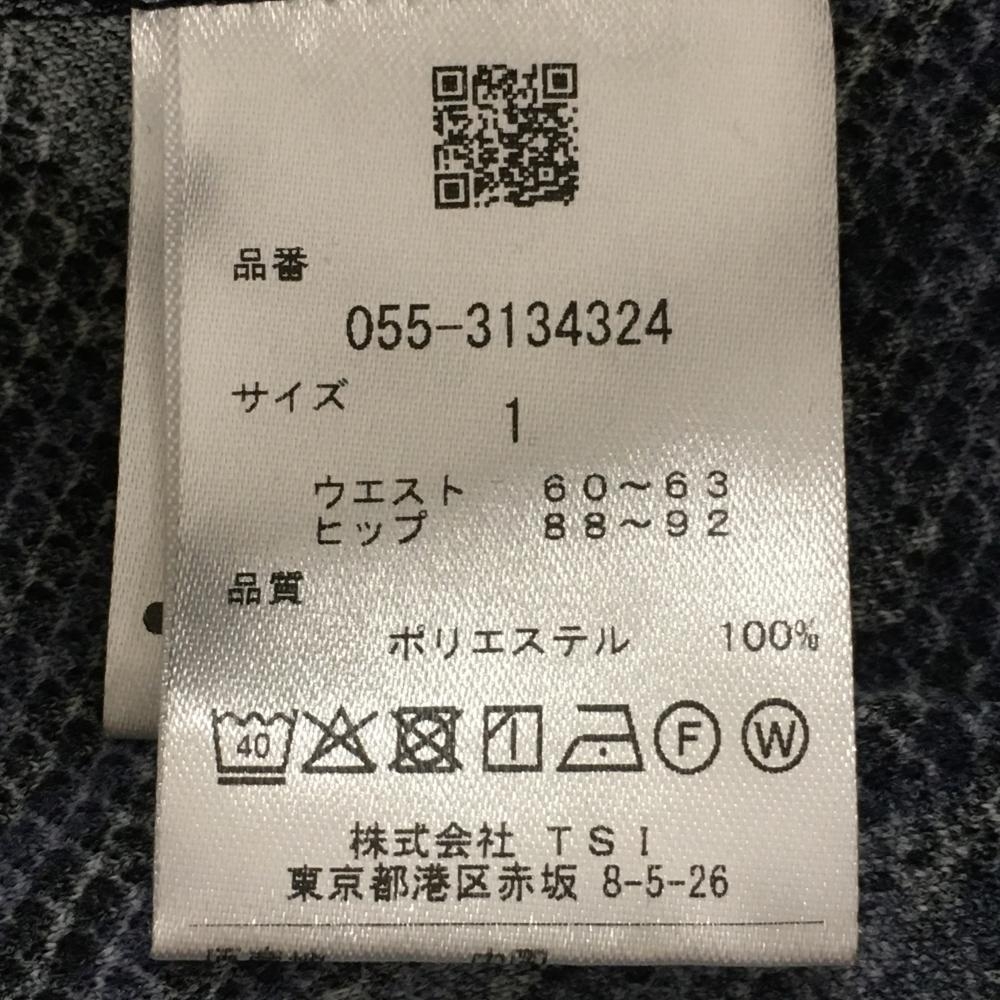 品番
055-3134324
サイズ
1
ウエスト 60~63
ヒップ 88~92
品質
ポリエステル 100%
40 F W
株式会社 TSI
東京都港区赤坂 8-5-26